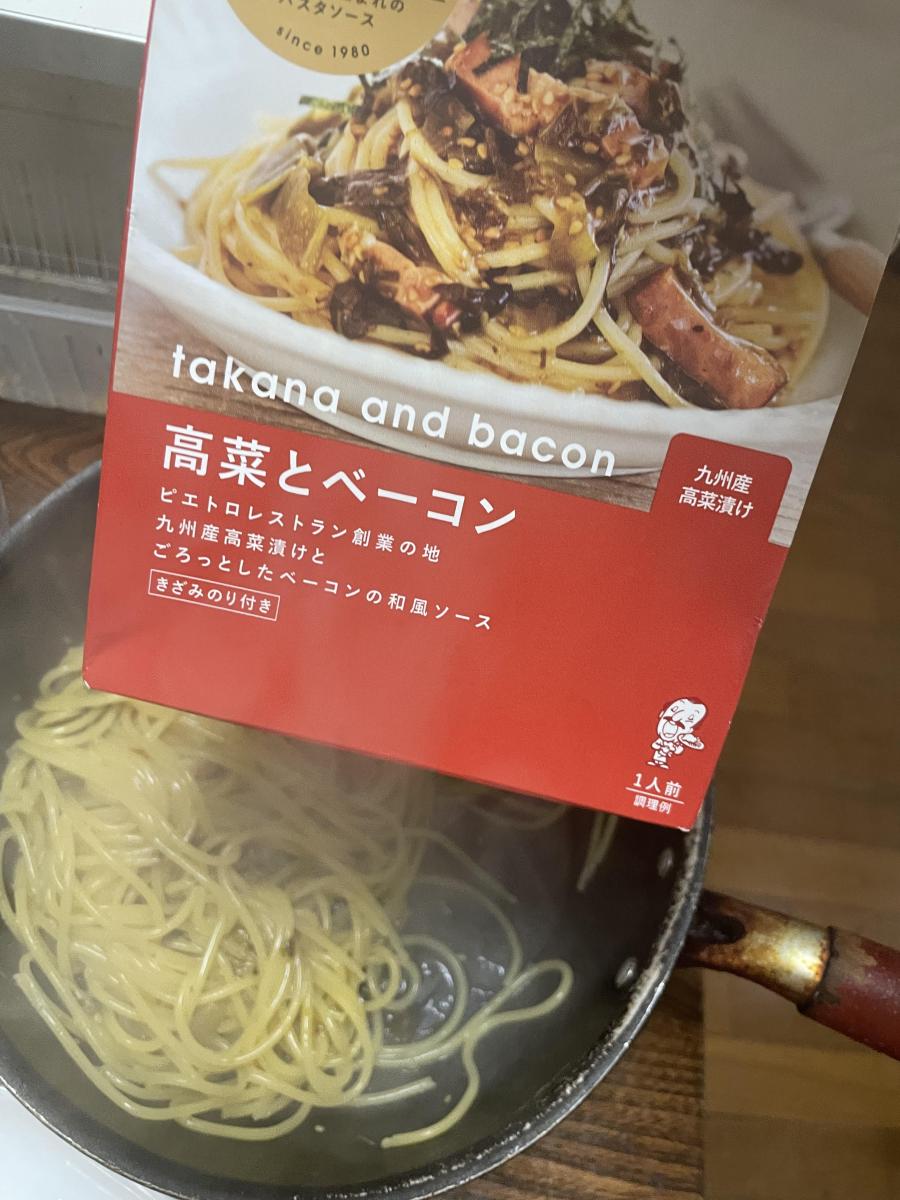 まれの
パスタソース
since 1980
takana and bacon
高菜とベーコン
九州産
高菜漬け
ピエトロレストラン創業の地
九州産高菜漬けと
ごろっとしたベーコンの和風ソース
きざみのり付き
1人前
調理例